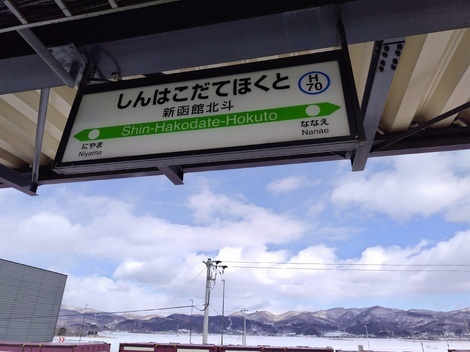 しんはこだてほくと
H
70
新函館北斗
Shin-Hakodate-Hokuto
にやま
Niyama
ななえ
Nanae